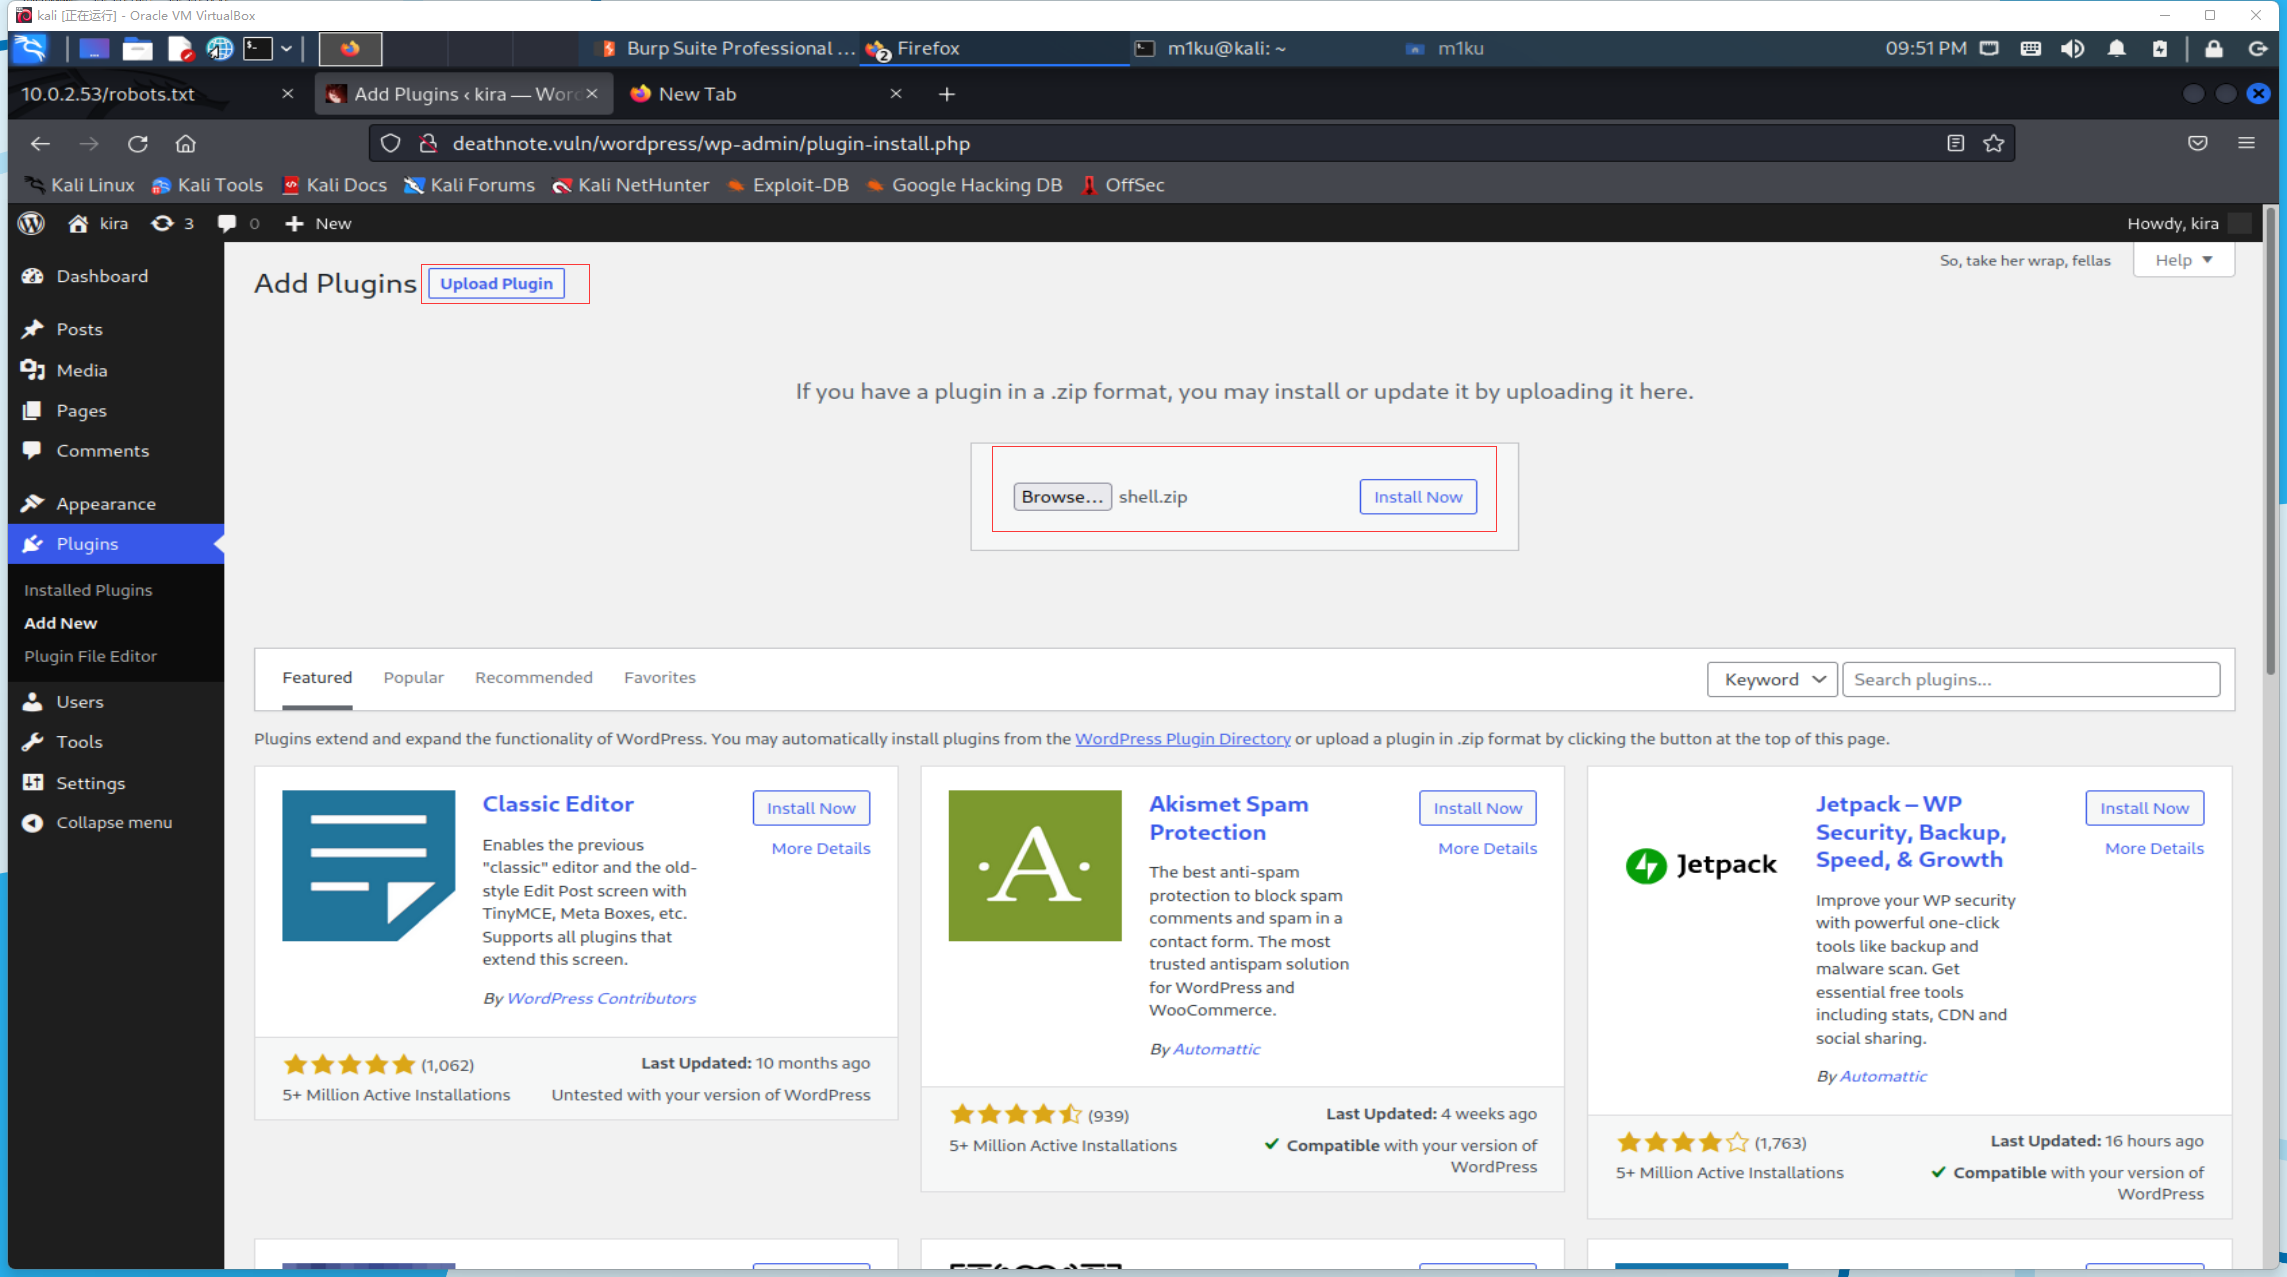 kali [正在运行] - Oracle VM VirtualBox
Burp Suite Professional ...
2 Firefox
m1ku@kali: ~
m1ku
09:51 PM
10.0.2.53/robots.txt
Add Plugins ‹ kira — Wor
New Tab
deathnote.vuln/wordpress/wp-admin/plugin-install.php
Kali Linux
Kali Tools
Kali Docs
Kali Forums
Kali NetHunter
Exploit-DB
Google Hacking DB
OffSec
kira
3
0
New
Howdy, kira
Dashboard
Posts
Media
Pages
Comments
Appearance
Plugins
Installed Plugins
Add New
Plugin File Editor
Users
Tools
Settings
Collapse menu
Add Plugins
Upload Plugin
So, take her wrap, fellas
Help
If you have a plugin in a .zip format, you may install or update it by uploading it here.
Browse...
shell.zip
Install Now
Featured
Popular
Recommended
Favorites
Keyword
Search plugins...
Plugins extend and expand the functionality of WordPress. You may automatically install plugins from the WordPress Plugin Directory or upload a plugin in .zip format by clicking the button at the top of this page.
Classic Editor
Install Now
More Details
Enables the previous
"classic" editor and the old-
style Edit Post screen with
TinyMCE, Meta Boxes, etc.
Supports all plugins that
extend this screen.
By WordPress Contributors
(1,062)
5+ Million Active Installations
Last Updated: 10 months ago
Untested with your version of WordPress
A
Akismet Spam
Protection
Install Now
More Details
The best anti-spam
protection to block spam
comments and spam in a
contact form. The most
trusted antispam solution
for WordPress and
WooCommerce.
By Automattic
(939)
5+ Million Active Installations
Last Updated: 4 weeks ago
Compatible with your version of
WordPress
Jetpack
Jetpack – WP
Security, Backup,
Speed, & Growth
Install Now
More Details
Improve your WP security
with powerful one-click
tools like backup and
malware scan. Get
essential free tools
including stats, CDN and
social sharing.
By Automattic
(1,763)
5+ Million Active Installations
Last Updated: 16 hours ago
Compatible with your version of
WordPress